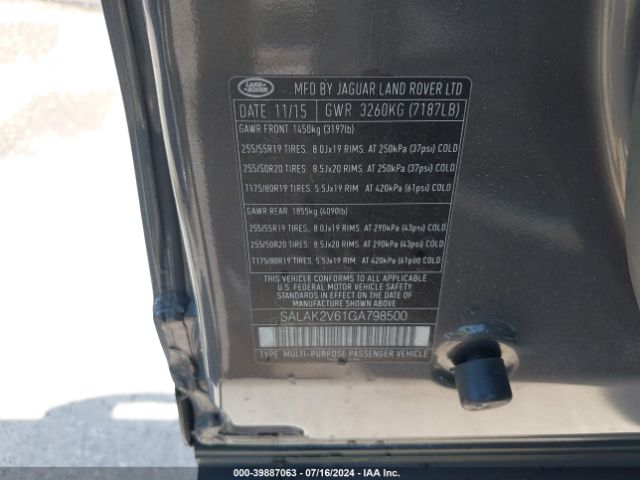 LAND ROVER
MFD BY JAGUAR LAND ROVER LTD
DATE: 11/15 GWR: 3260KG (7187LB)
GAWR FRONT: 1450kg (3197lb)
255/55R19 TIRES. 8.0Jx19 RIMS. AT 250kPa (37psi) COLD
255/50R20 TIRES. 8.5Jx20 RIMS. AT 250kPa (37psi) COLD
T175/80R19 TIRES. 5.5Jx19 RIM. AT 420kPa (61psi) COLD
GAWR REAR: 1855kg (4090lb)
255/55R19 TIRES. 8.0Jx19 RIMS. AT 290kPa (43psi) COLD
255/50R20 TIRES. 8.5Jx20 RIMS. AT 290kPa (43psi) COLD
T175/80R19 TIRES. 5.5Jx19 RIM. AT 420kPa (61psi) COLD
THIS VEHICLE CONFORMS TO ALL APPLICABLE
U.S. FEDERAL MOTOR VEHICLE SAFETY
STANDARDS IN EFFECT ON THE DATE OF
MANUFACTURE SHOWN ABOVE.
SALAK2V61GA798500
TYPE: MULTI-PURPOSE PASSENGER VEHICLE
000-39887063 - 07/16/2024 - IAA Inc.